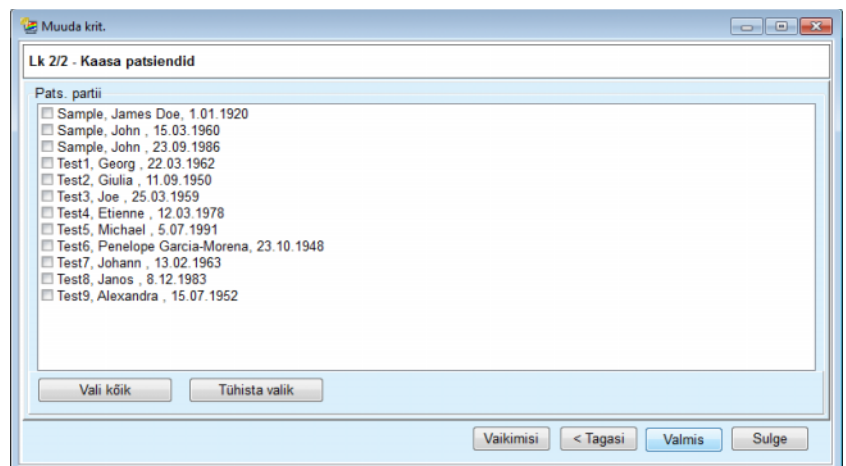 Muuda krit.
Lk 2/2 - Kaasa patsiendid
Pats. partii
Sample, James Doe, 1.01.1920
Sample, John , 15.03.1960
Sample, John , 23.09.1986
Test1, Georg , 22.03.1962
Test2, Giulia , 11.09.1950
Test3, Joe , 25.03.1959
Test4, Etienne , 12.03.1978
Test5, Michael , 5.07.1991
Test6, Penelope Garcia-Morena, 23.10.1948
Test7, Johann , 13.02.1963
Test8, Janos , 8.12.1983
Test9, Alexandra , 15.07.1952
Vali kõik Tühista valik
Vaikimisi < Tagasi Valmis Sulge